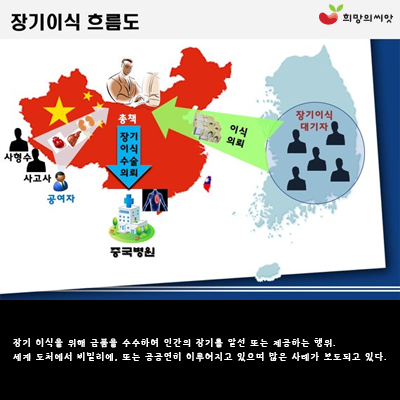 장기이식 흐름도
희망의씨앗
총책
장기이식
대기자
장기
이식
수술
의뢰
이식
의뢰
사형수
사고사
공여자
중국병원
장기 이식을 위해 금품을 수수하여 인간의 장기를 알선 또는 제공하는 행위.
세계 도처에서 비밀리에, 또는 공공연히 이루어지고 있으며 많은 사례가 보도되고 있다.